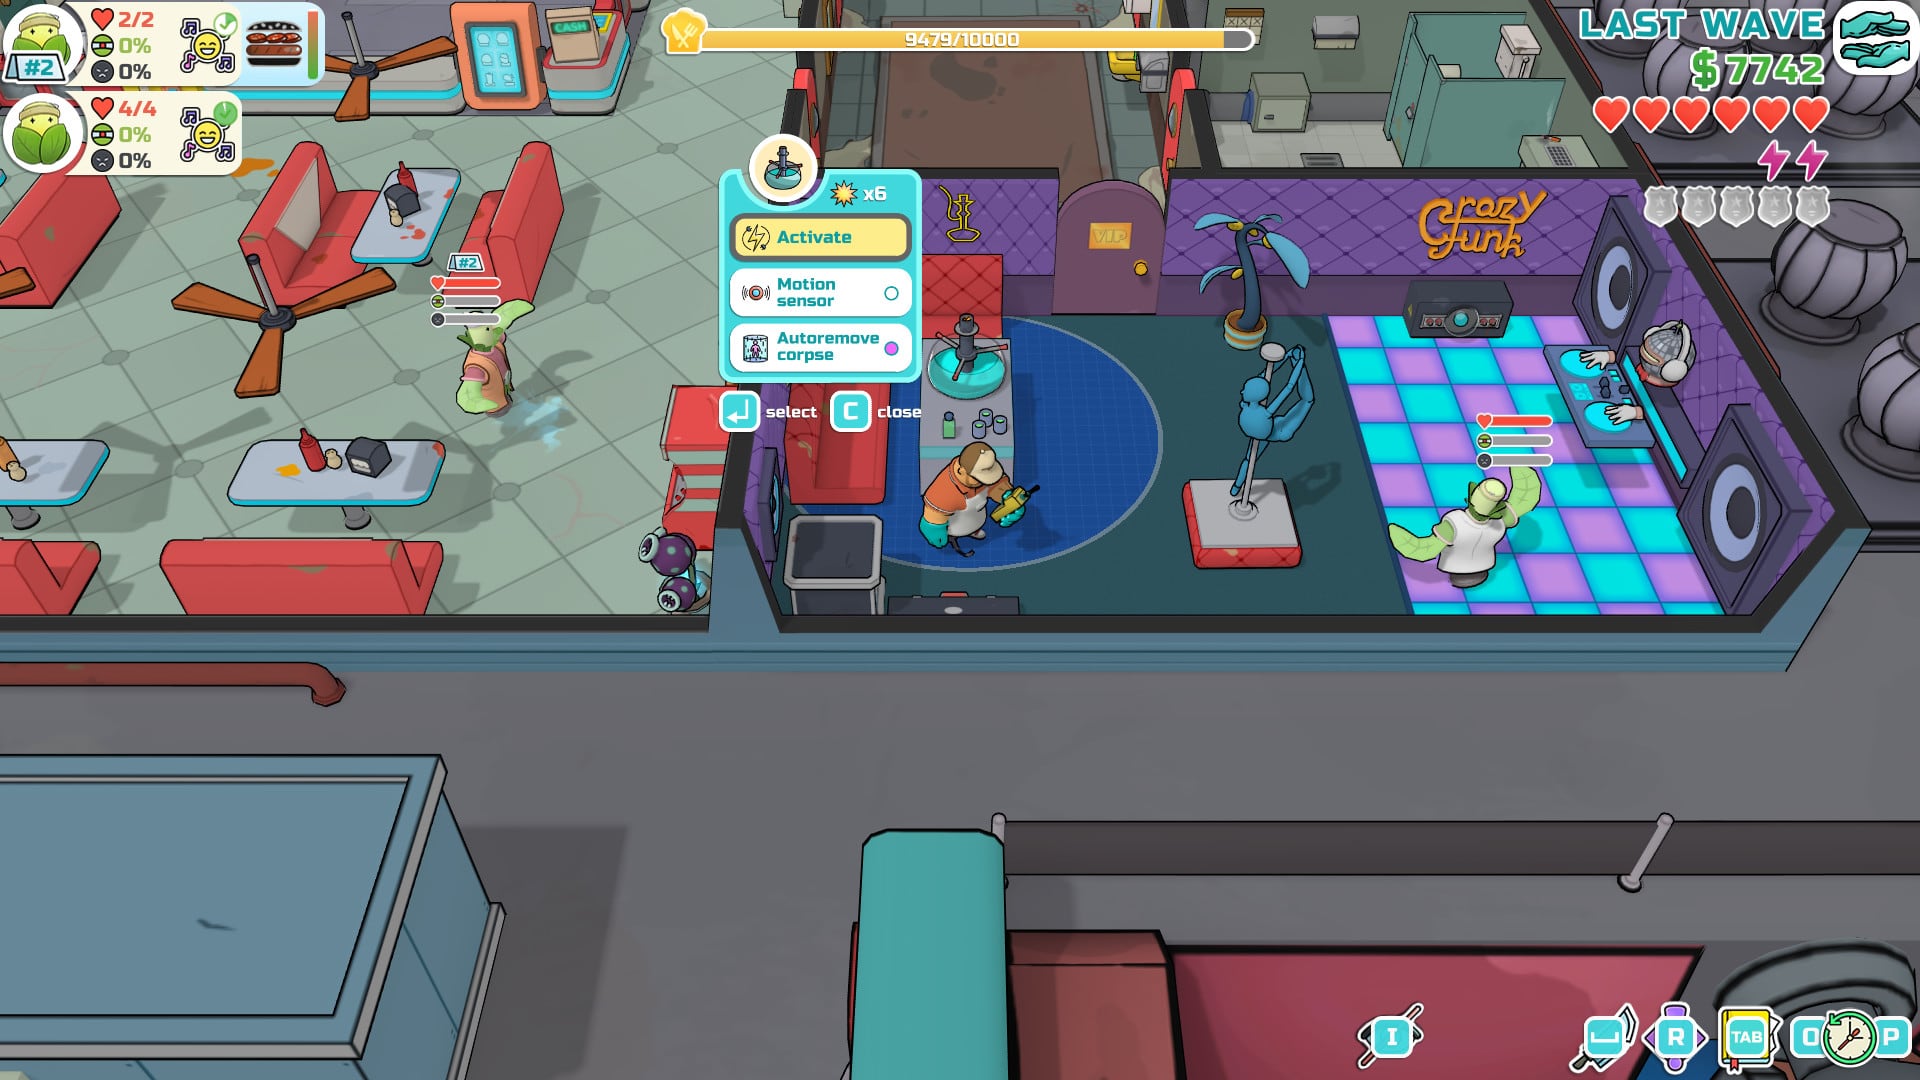 #2
2/2
0%
0%
4/4
0%
0%
CASH
9479/10000
LAST WAVE
$7742
x6
Activate
Motion
sensor
Autoremove
corpse
select
C
close
#2
VIP
Crazy
Funk
I
R
TAB
O
P